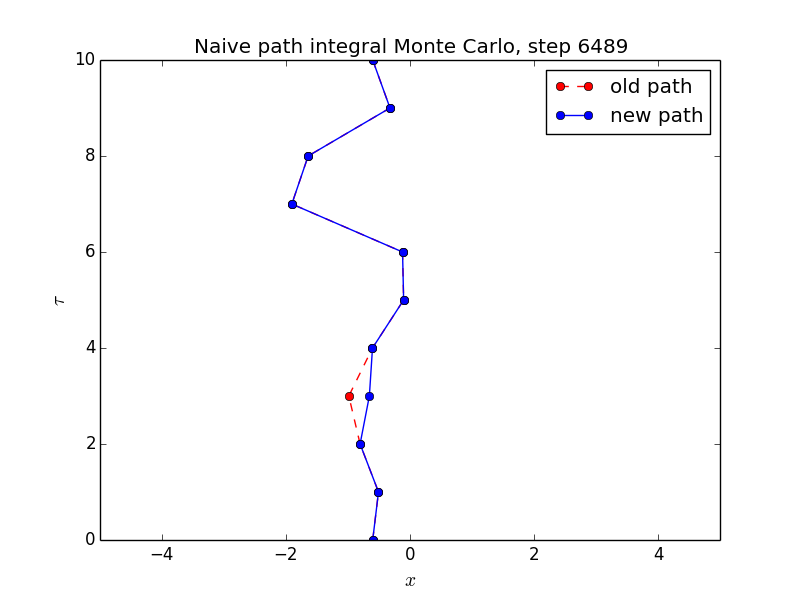 Naive path integral Monte Carlo, step 6489
old path
new path
10
8
6
4
2
0
τ
−4 −2 0 2 4
x